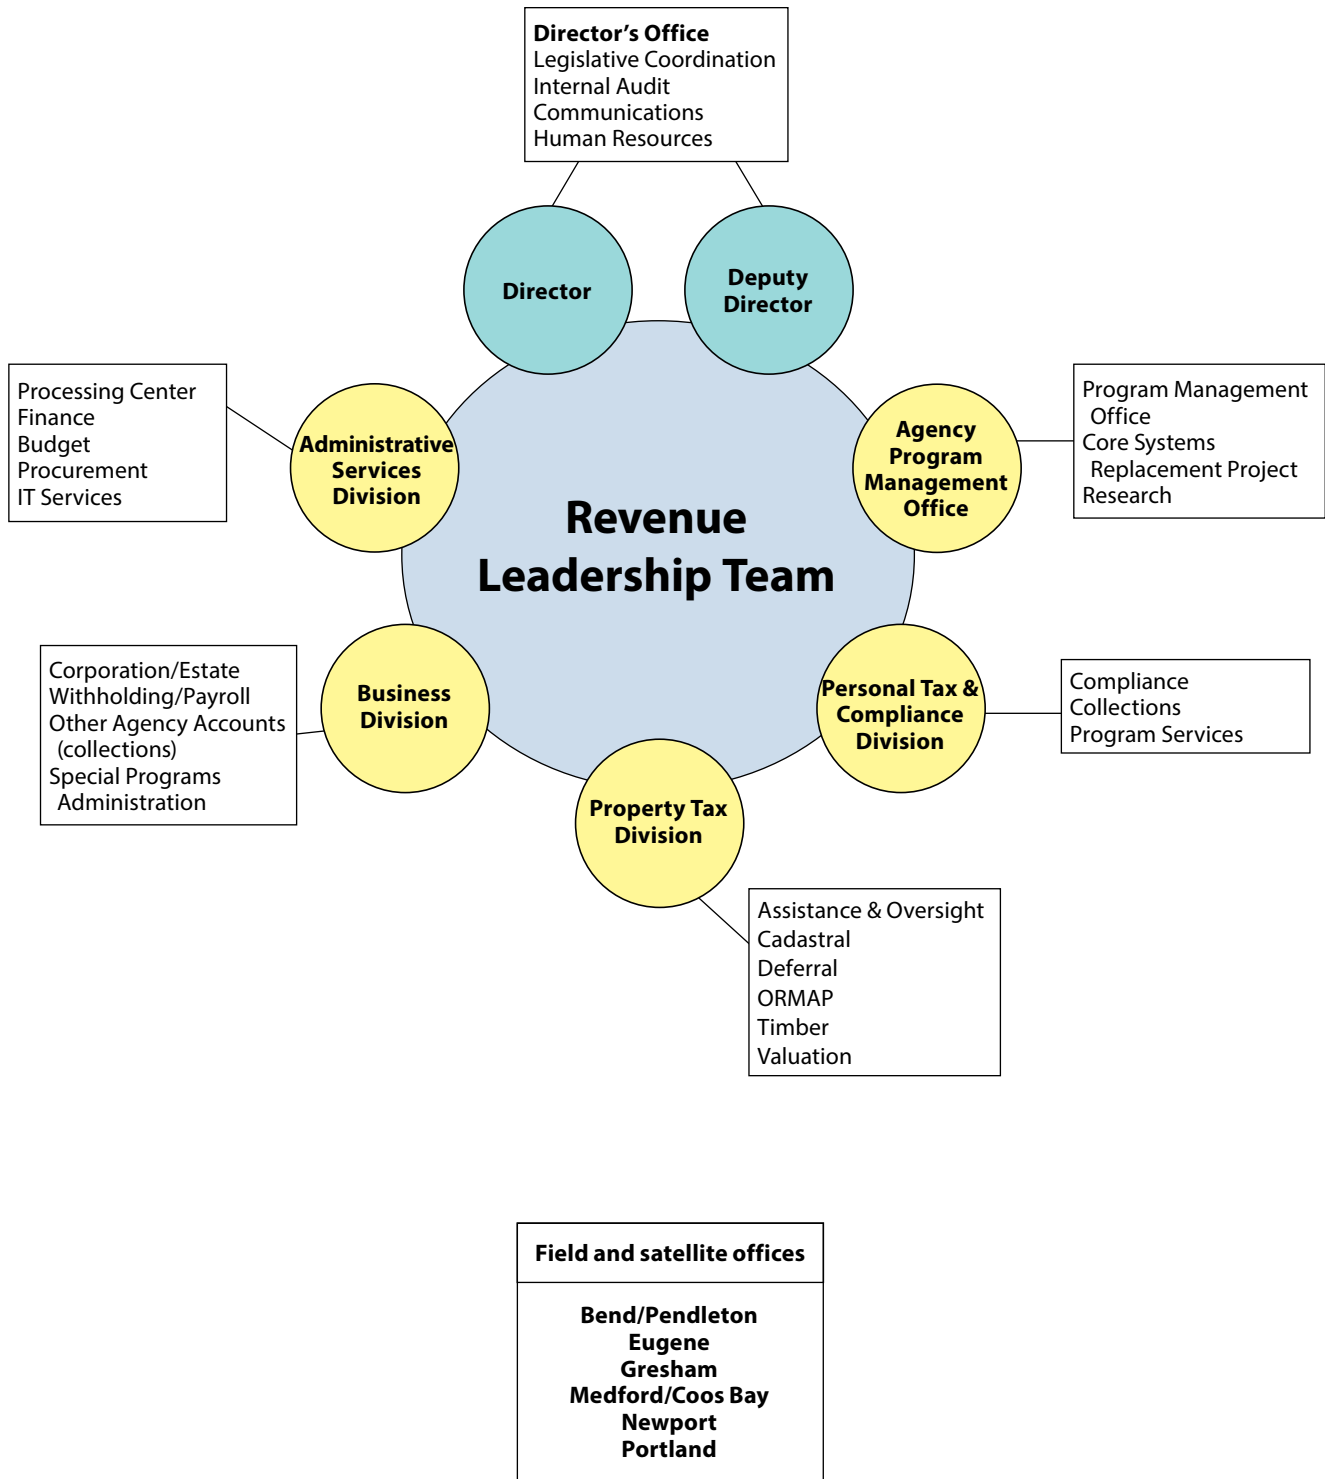 Director's Office
Legislative Coordination
Internal Audit
Communications
Human Resources
Director
Deputy
Director
Processing Center
Finance
Budget
Procurement
IT Services
Administrative
Services
Division
Agency
Program
Management
Office
Program Management
Office
Core Systems
Replacement Project
Research
Revenue
Leadership Team
Corporation/Estate
Withholding/Payroll
Other Agency Accounts
(collections)
Special Programs
Administration
Business
Division
Personal Tax &
Compliance
Division
Compliance
Collections
Program Services
Property Tax
Division
Assistance & Oversight
Cadastral
Deferral
ORMAP
Timber
Valuation
Field and satellite offices
Bend/Pendleton
Eugene
Gresham
Medford/Coos Bay
Newport
Portland